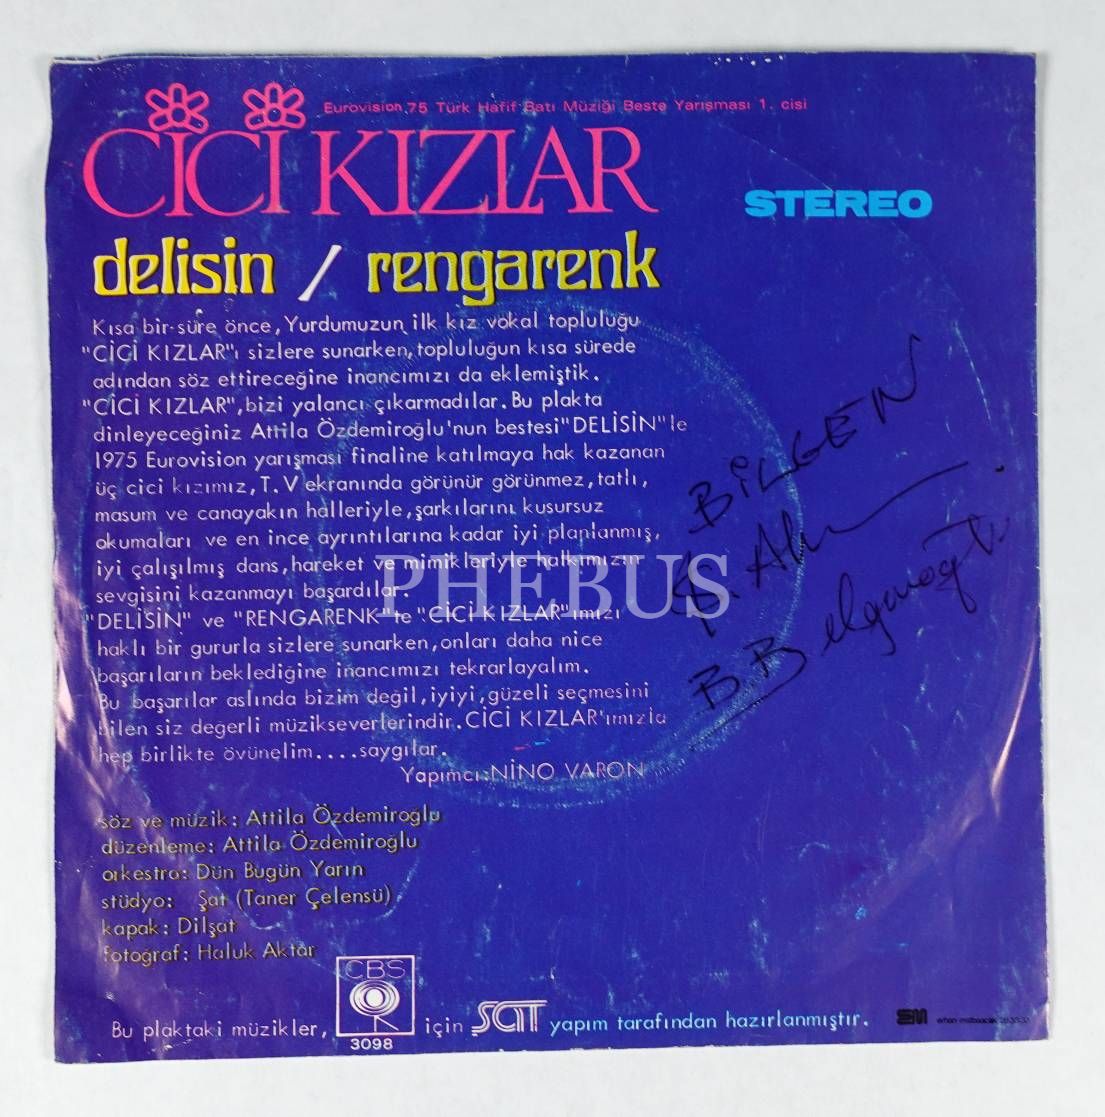 Eurovision 75 Türk Hafif Batı Müziği Beste Yarışması 1. cisi
CİCİ KIZLAR
STEREO
delisin / rengarenk
Kısa bir süre önce, Yurdumuzun ilk kız vokal topluluğu
"CİCİ KIZLAR"ı sizlere sunarken, topluluğun kısa sürede
adından söz ettireceğine inancımızı da eklemiştik.
"CİCİ KIZLAR", bizi yalancı çıkarmadılar. Bu plakta
dinleyeceğiniz Attila Özdemiroğlu'nun bestesi "DELİSİN"le
1975 Eurovision yarışması finaline katılmaya hak kazanan
üç cici kızımız, T.V ekranında görünür görünmez, tatlı,
masum ve canayakın halleriyle, şarkılarını kusursuz
okumaları ve en ince ayrıntılarına kadar iyi planlanmış,
iyi çalışılmış dans, hareket ve mimikleriyle halkımızın
sevgisini kazanmayı başardılar.
"DELİSİN" ve "RENGARENK"te "CİCİ KIZLAR"ımızı
haklı bir gururla sizlere sunarken, onları daha nice
başarıların beklediğine inancımızı tekrarlayalım.
Bu başarılar aslında bizim değil, iyiyi, güzeli seçmesini
bilen siz değerli müzikseverlerindir. CİCİ KIZLAR'ımızla
hep birlikte övünelim....saygılar.
Yapımcı: NİNO VARON
BİLGEN
PHEBUS
söz ve müzik: Attila Özdemiroğlu
düzenleme: Attila Özdemiroğlu
orkestra: Dün Bugün Yarın
stüdyo: Şat (Taner Çelensü)
kapak: Dilşat
fotoğraf: Haluk Aktar
CBS
Bu plaktaki müzikler, için ŞAT yapım tarafından hazırlanmıştır.
3098